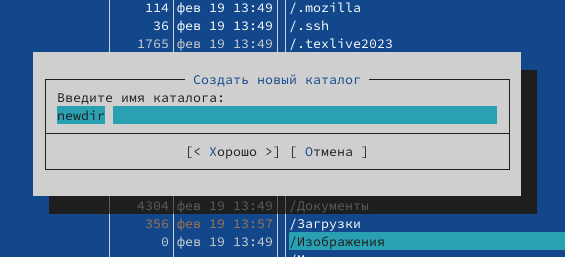 114 фев 19 13:49 /.mozilla
36 фев 19 13:49 /.ssh
1765 фев 19 13:49 /.texlive2023
Создать новый каталог
Введите имя каталога:
newdir
[< Хорошо >] [ Отмена ]
4304 фев 19 13:49 /Документы
356 фев 19 13:57 /Загрузки
0 фев 19 13:49 /Изображения